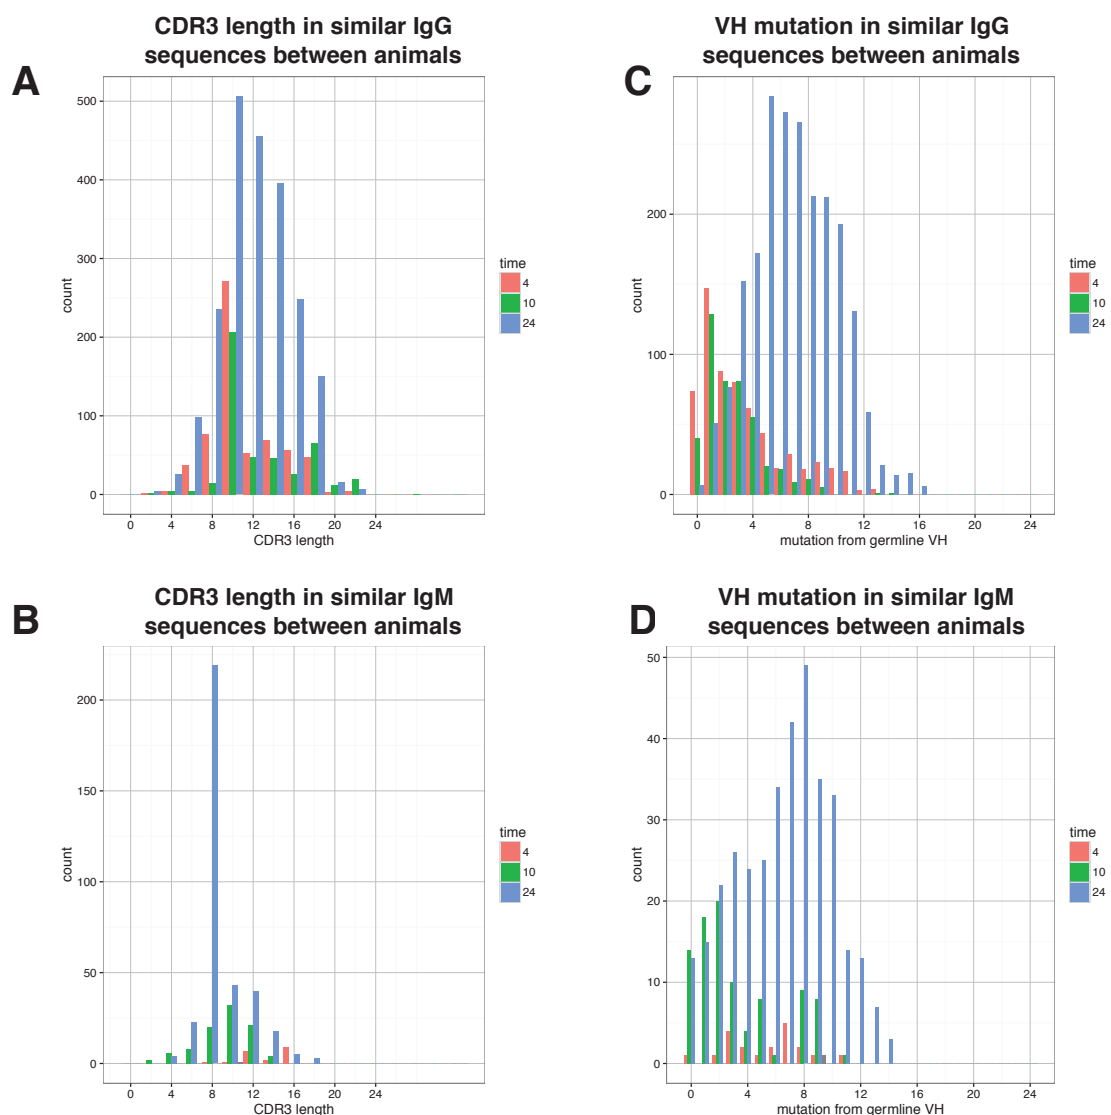 A
CDR3 length in similar IgG
sequences between animals
500
400
300
200
100
0
count
0 4 8 12 16 20 24
CDR3 length
time
4
10
24
C
VH mutation in similar IgG
sequences between animals
200
100
0
count
0 4 8 12 16 20 24
mutation from germline VH
time
4
10
24
B
CDR3 length in similar IgM
sequences between animals
200
150
100
50
0
count
0 4 8 12 16 20 24
CDR3 length
time
4
10
24
D
VH mutation in similar IgM
sequences between animals
50
40
30
20
10
0
count
0 4 8 12 16 20 24
mutation from germline VH
time
4
10
24